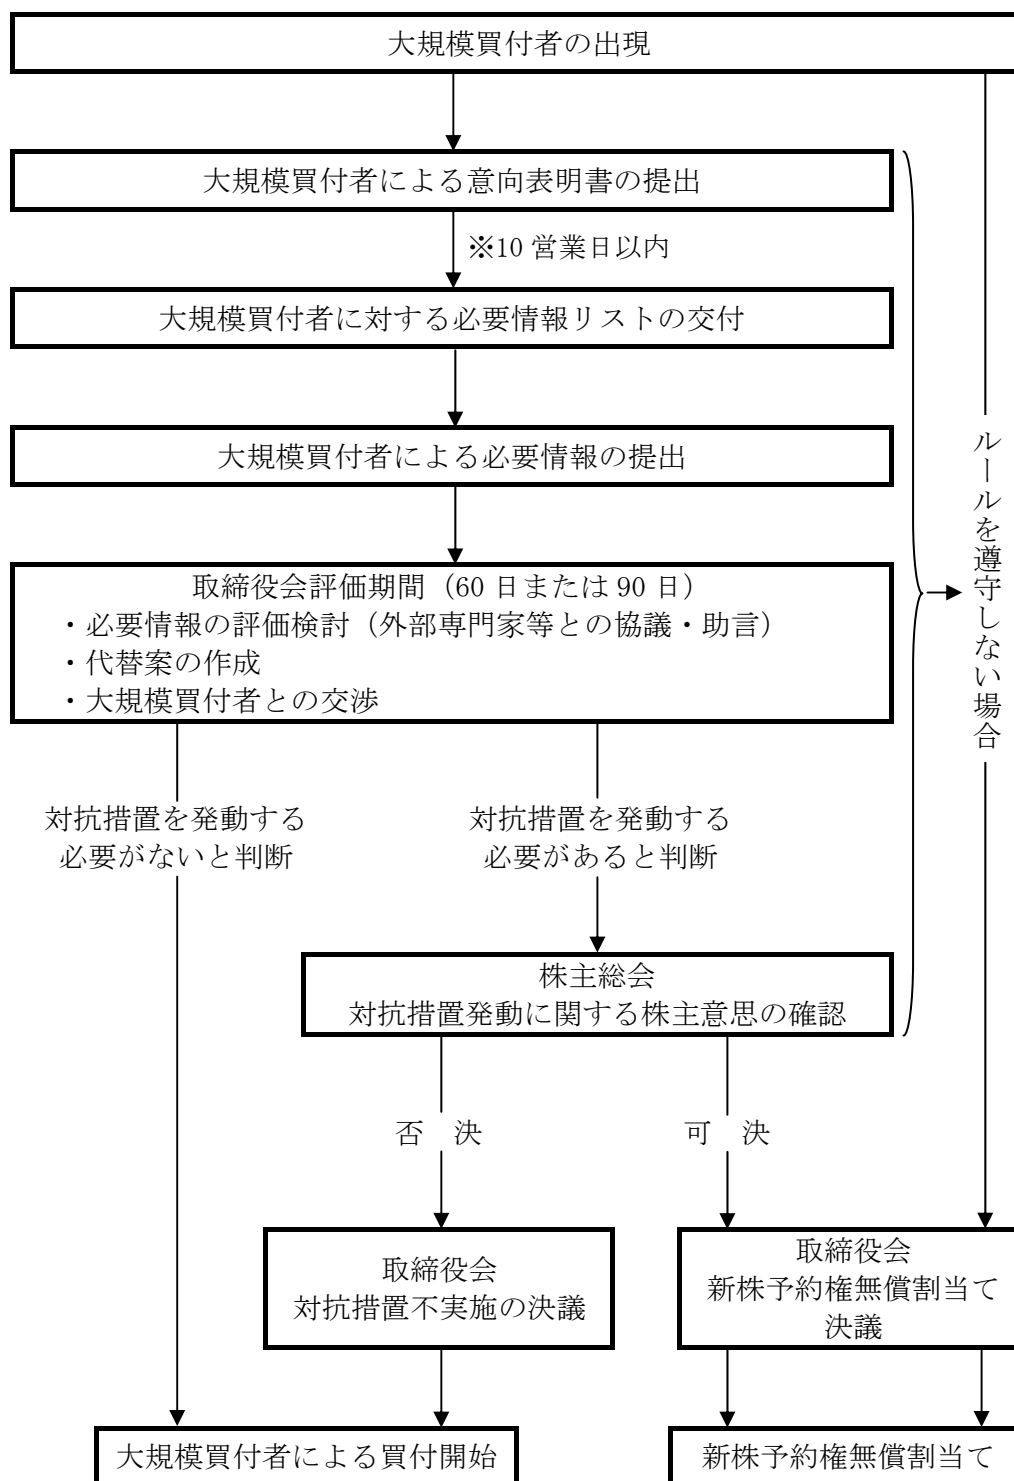 大規模買付者の出現
大規模買付者による意向表明書の提出
※10 営業日以内
大規模買付者に対する必要情報リストの交付
大規模買付者による必要情報の提出
取締役会評価期間（60 日または 90 日）
・必要情報の評価検討（外部専門家等との協議・助言）
・代替案の作成
・大規模買付者との交渉
ルールを遵守しない場合
対抗措置を発動する
必要がないと判断
対抗措置を発動する
必要があると判断
株主総会
対抗措置発動に関する株主意思の確認
否　決
可　決
取締役会
対抗措置不実施の決議
取締役会
新株予約権無償割当て
決議
大規模買付者による買付開始
新株予約権無償割当て